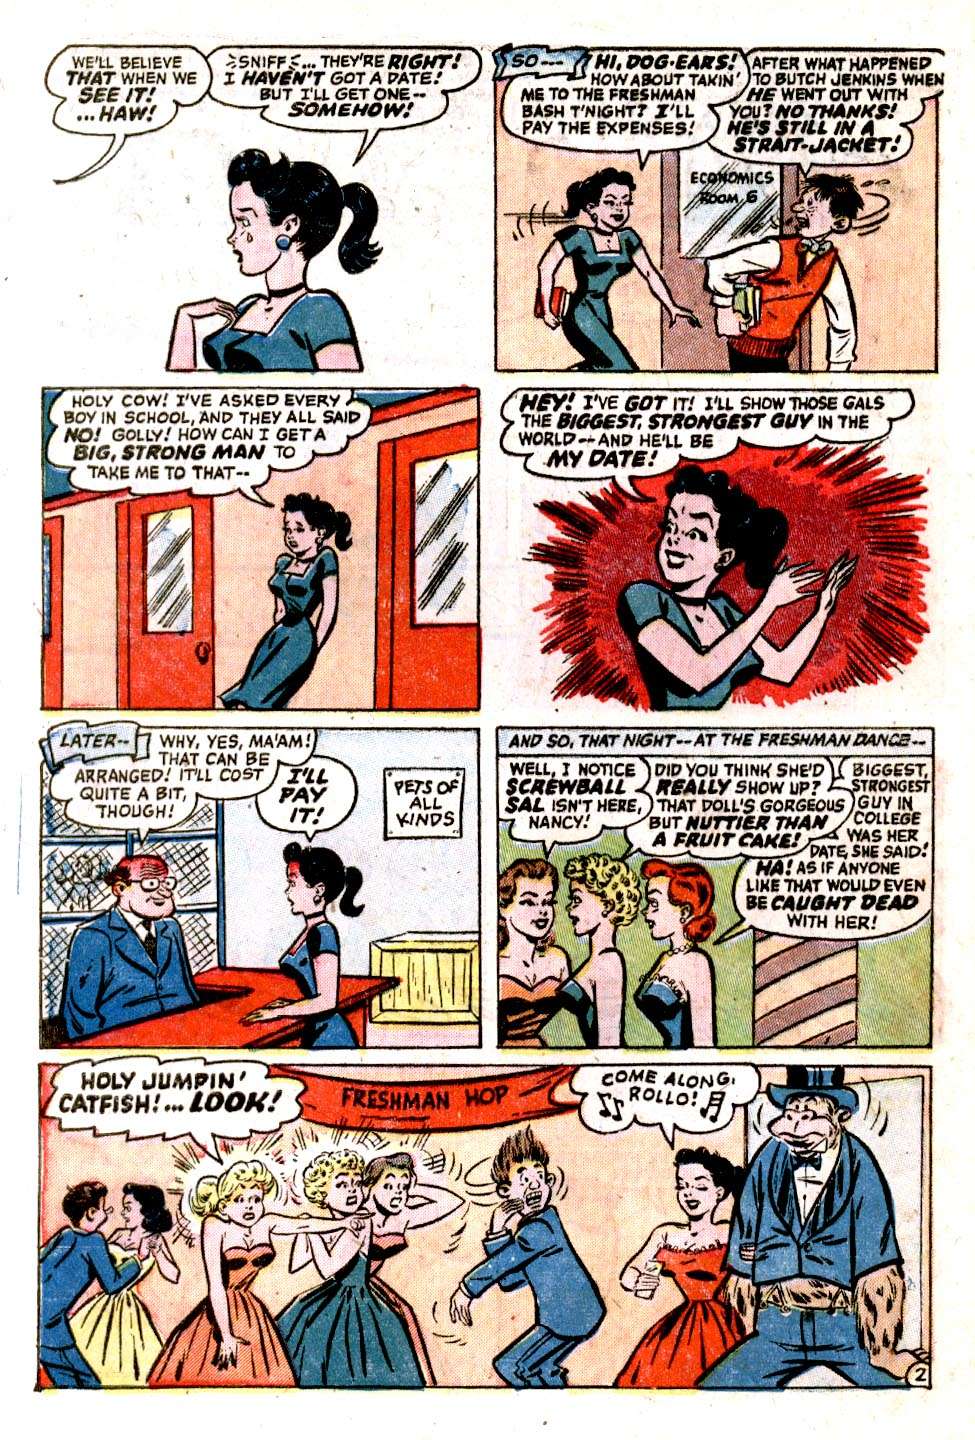 WE'LL BELIEVE
THAT WHEN WE
SEE IT!
...HAW!
SNIFF... THEY'RE RIGHT!
I HAVEN'T GOT A DATE!
BUT I'LL GET ONE--
SOMEHOW!
SO---
HI, DOG-EARS!
HOW ABOUT TAKIN'
ME TO THE FRESHMAN
BASH T'NIGHT? I'LL
PAY THE EXPENSES!
AFTER WHAT HAPPENED
TO BUTCH JENKINS WHEN
HE WENT OUT WITH
YOU? NO THANKS!
HE'S STILL IN A
STRAIT-JACKET!
ECONOMICS
ROOM 6
HOLY COW! I'VE ASKED EVERY
BOY IN SCHOOL, AND THEY ALL SAID
NO! GOLLY! HOW CAN I GET A
BIG, STRONG MAN TO
TAKE ME TO THAT--
HEY! I'VE GOT IT! I'LL SHOW THOSE GALS
THE BIGGEST, STRONGEST GUY IN THE
WORLD--AND HE'LL BE
MY DATE!
LATER--
WHY, YES, MA'AM!
THAT CAN BE
ARRANGED! IT'LL COST
QUITE A BIT,
THOUGH!
I'LL
PAY
IT!
PETS OF
ALL
KINDS
AND SO, THAT NIGHT--AT THE FRESHMAN DANCE--
WELL, I NOTICE
SCREWBALL
SAL ISN'T HERE,
NANCY!
DID YOU THINK SHE'D
REALLY SHOW UP?
THAT DOLL'S GORGEOUS
BUT NUTTIER THAN
A FRUIT CAKE!
BIGGEST,
STRONGEST
GUY IN
COLLEGE
WAS HER
DATE, SHE SAID!
HA! AS IF ANYONE
LIKE THAT WOULD EVEN
BE CAUGHT DEAD
WITH HER!
HOLY JUMPIN'
CATFISH!... LOOK!
FRESHMAN HOP
COME ALONG,
ROLLO!
2